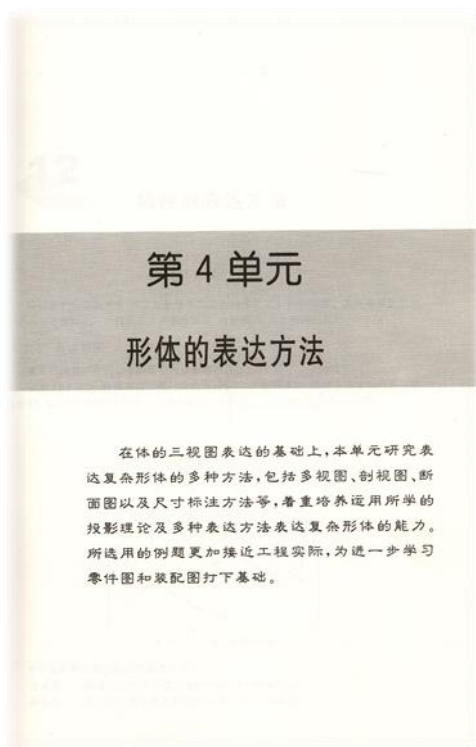 第 4 单元
形体的表达方法
在体的三视图表达的基础上,本单元研究表
达复杂形体的多种方法,包括多视图、剖视图、断
面图以及尺寸标注方法等,着重培养运用所学的
投影理论及多种表达方法表达复杂形体的能力。
所选用的例题更加接近工程实际,为进一步学习
零件图和装配图打下基础。